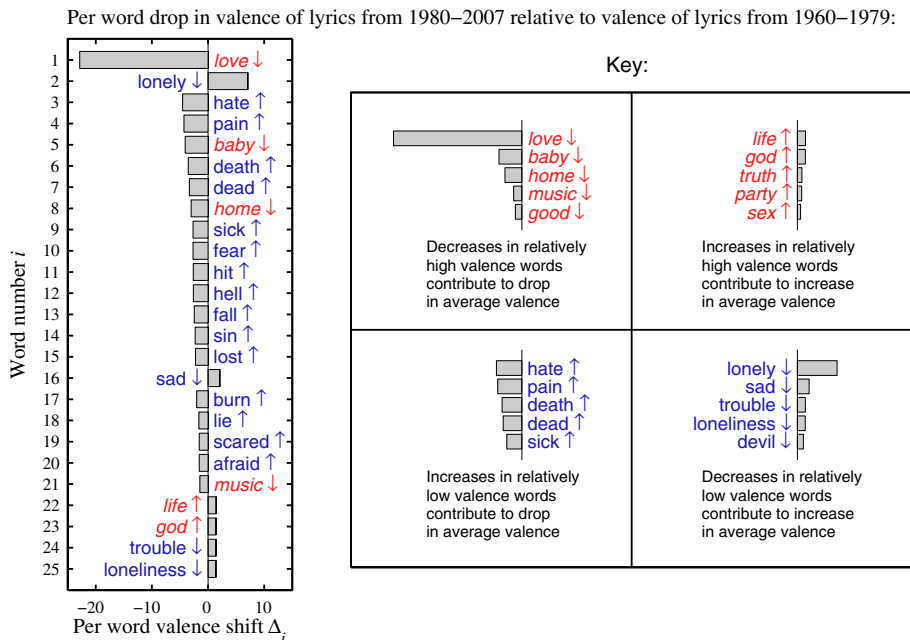 Per word drop in valence of lyrics from 1980−2007 relative to valence of lyrics from 1960−1979:
Word number i
1 love ↓
2 lonely ↓
3 hate ↑
4 pain ↑
5 baby ↓
6 death ↑
7 dead ↑
8 home ↓
9 sick ↑
10 fear ↑
11 hit ↑
12 hell ↑
13 fall ↑
14 sin ↑
15 lost ↑
16 sad ↓
17 burn ↑
18 lie ↑
19 scared ↑
20 afraid ↑
21 music ↓
22 life ↑
23 god ↑
24 trouble ↓
25 loneliness ↓
−20 −10 0 10
Per word valence shift Δi
Key:
love ↓
baby ↓
home ↓
music ↓
good ↓
Decreases in relatively
high valence words
contribute to drop
in average valence
life ↑
god ↑
truth ↑
party ↑
sex ↑
Increases in relatively
high valence words
contribute to increase
in average valence
hate ↑
pain ↑
death ↑
dead ↑
sick ↑
Increases in relatively
low valence words
contribute to drop
in average valence
lonely ↓
sad ↓
trouble ↓
loneliness ↓
devil ↓
Decreases in relatively
low valence words
contribute to increase
in average valence